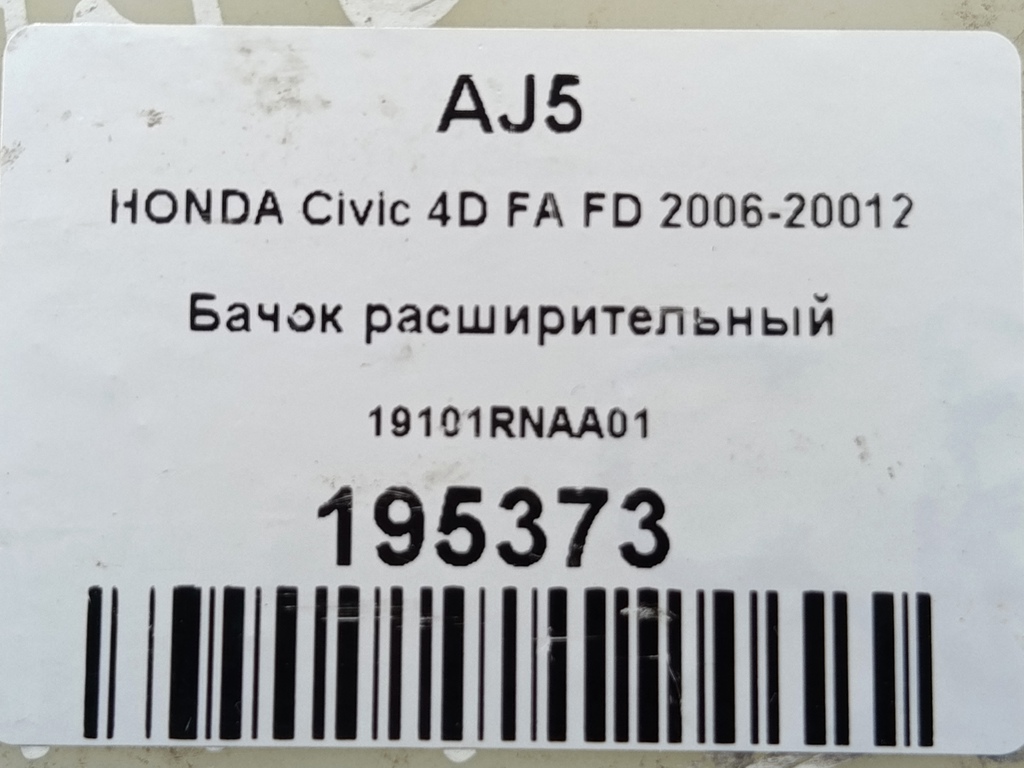 AJ5
HONDA Civic 4D FA FD 2006-20012
Бачок расширительный
19101RNAA01
195373